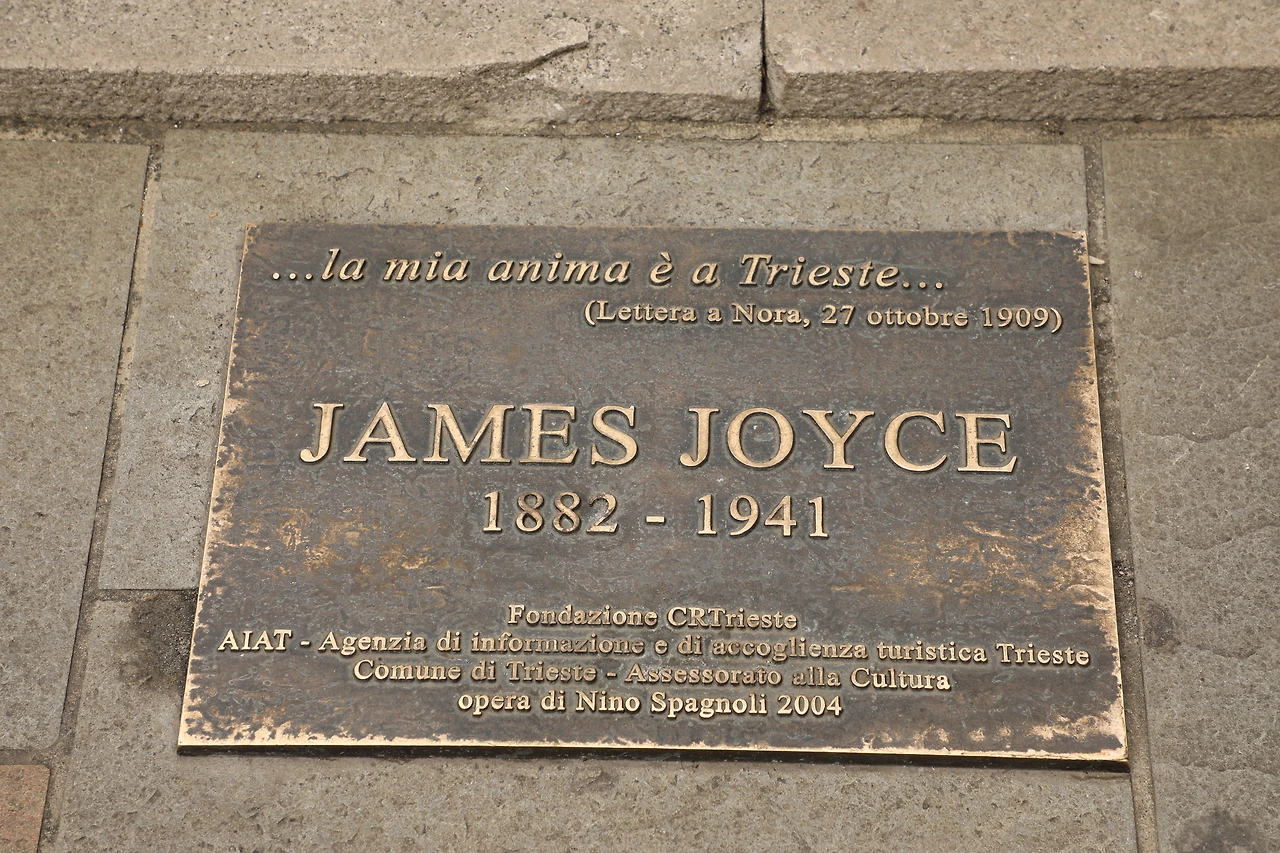 ...la mia anima è a Trieste...
(Lettera a Nora, 27 ottobre 1909)
JAMES JOYCE
1882 - 1941
Fondazione CRTrieste
AIAT - Agenzia di informazione e di accoglienza turistica Trieste
Comune di Trieste - Assessorato alla Cultura
opera di Nino Spagnoli 2004